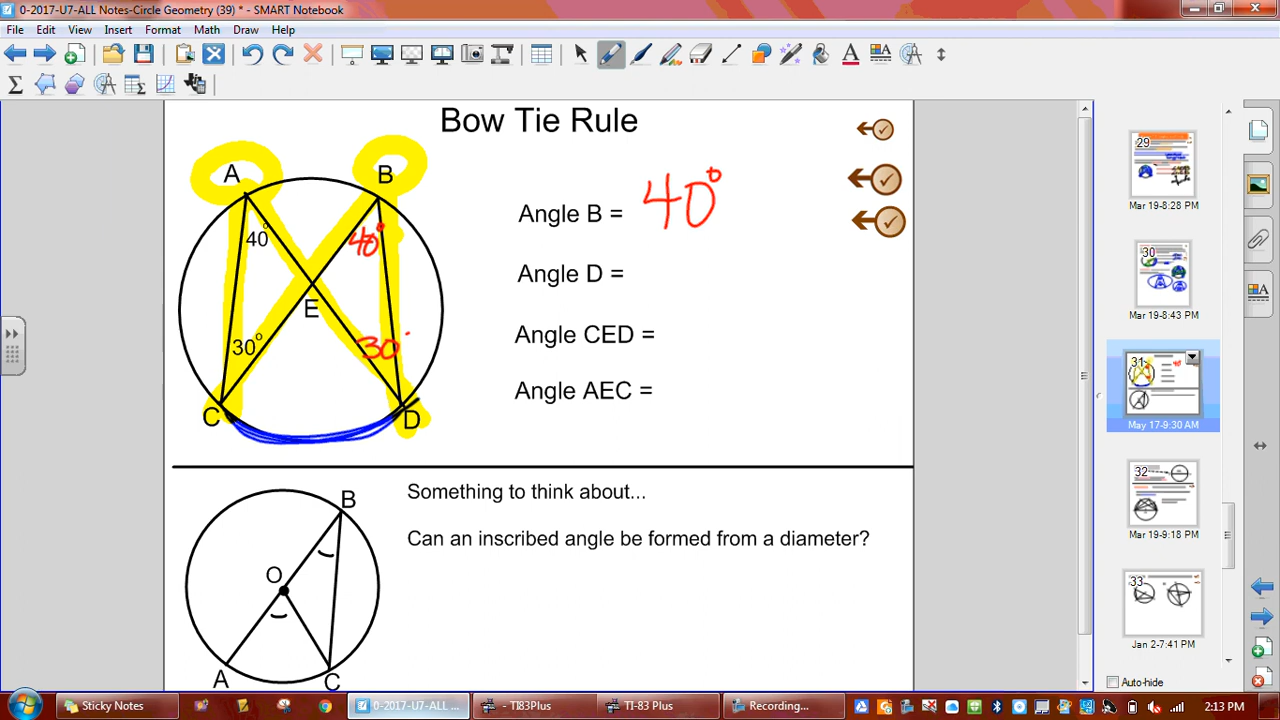 0-2017-U7-ALL Notes-Circle Geometry (39) * - SMART Notebook
File Edit View Insert Format Math Draw Help
Bow Tie Rule
A
B
40°
40°
E
30°
30
C
D
Angle B = 40°
Angle D =
Angle CED =
Angle AEC =
Something to think about...
Can an inscribed angle be formed from a diameter?
B
O
A
C
29
Mar 19-8:28 PM
30
Mar 19-8:43 PM
31
May 17-9:30 AM
32
Mar 19-9:18 PM
33
Jan 2-7:41 PM
Auto-hide
Sticky Notes
0-2017-U7-ALL ...
- TI83Plus
TI-83 Plus
Recording...
2:13 PM